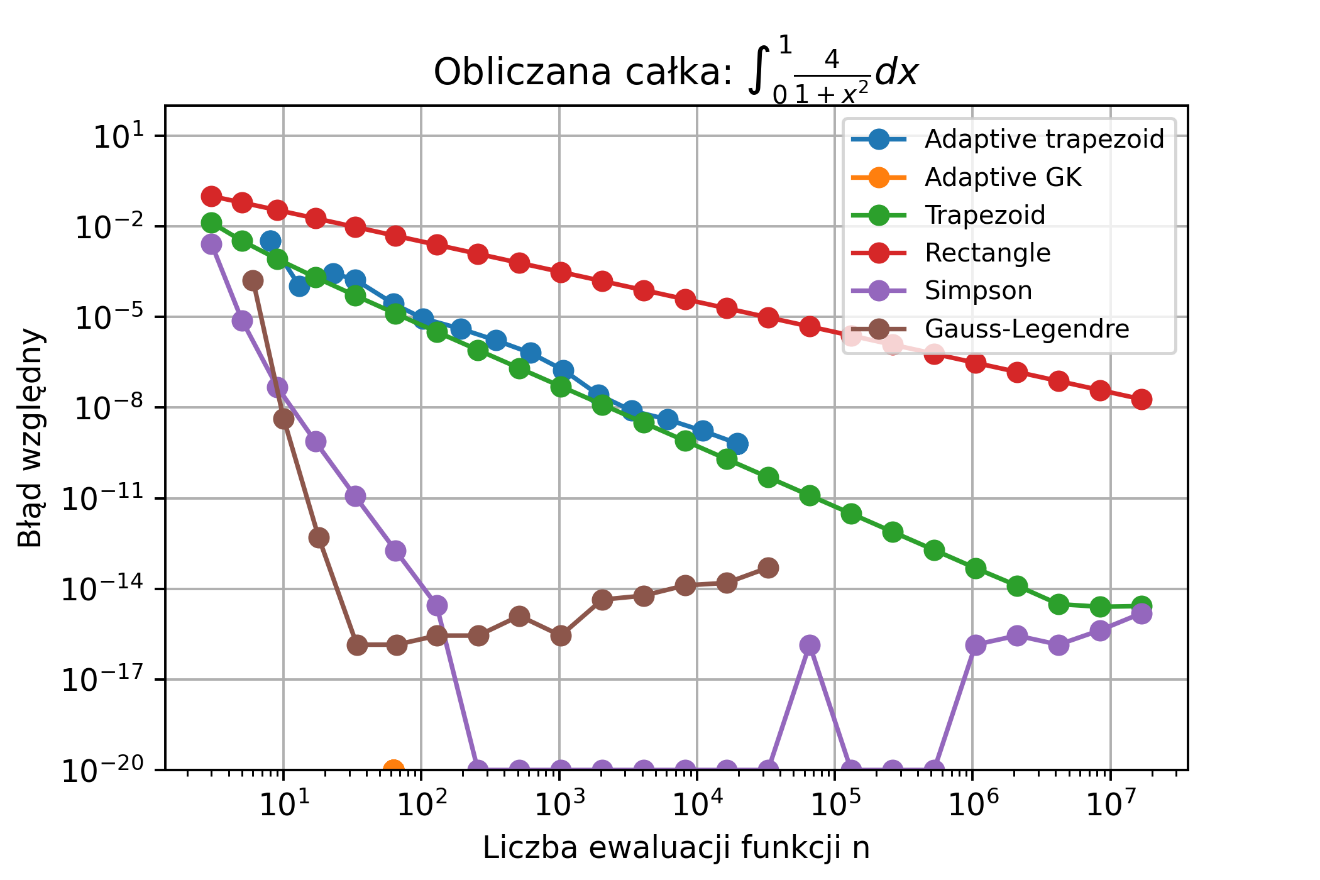 Obliczana całka: ∫₀¹ 4/(1 + x²) dx
Adaptive trapezoid
Adaptive GK
Trapezoid
Rectangle
Simpson
Gauss-Legendre
Błąd względny
10¹
10⁻²
10⁻⁵
10⁻⁸
10⁻¹¹
10⁻¹⁴
10⁻¹⁷
10⁻²⁰
10¹ 10² 10³ 10⁴ 10⁵ 10⁶ 10⁷
Liczba ewaluacji funkcji n